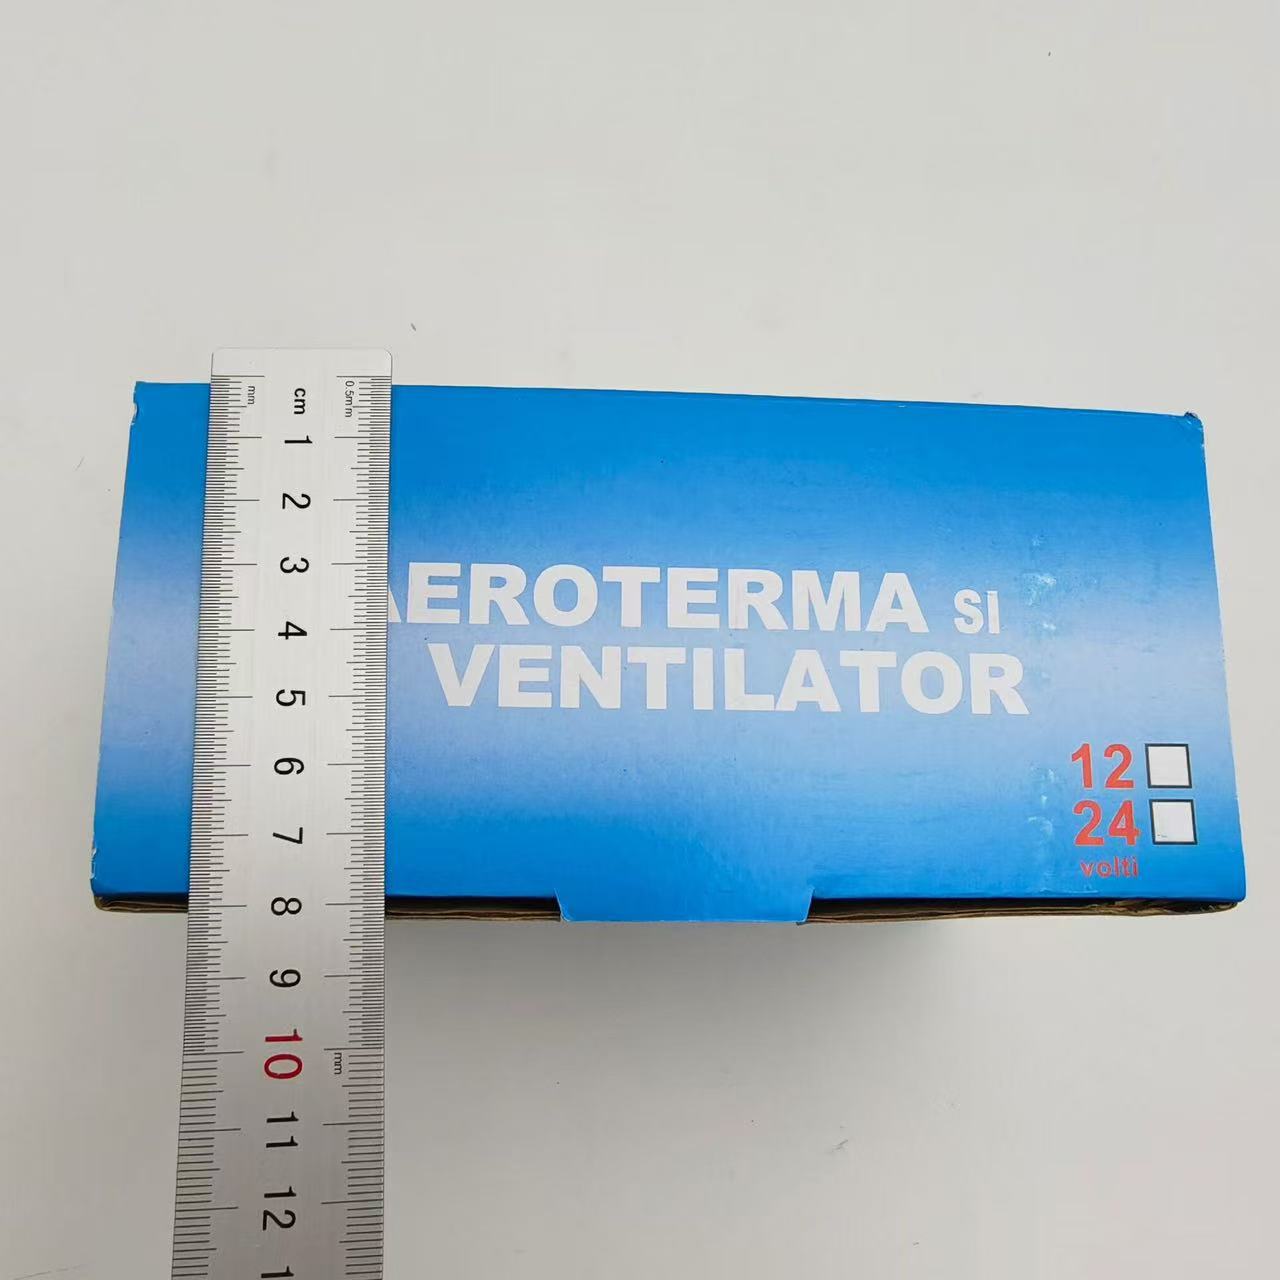 mm cm 0.5mm
1
2
3
4
5
6
7
8
9
10 mm
11
12
AEROTERMA SI
VENTILATOR
12
24
volti